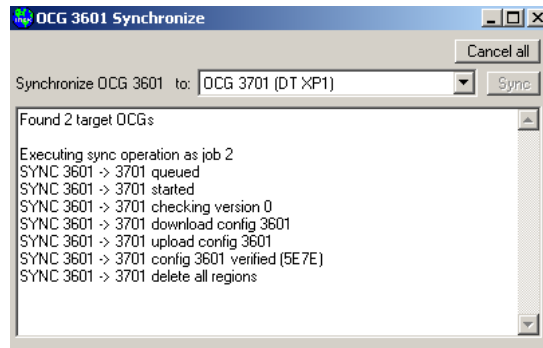 OCG 3601 Synchronize
Cancel all
Synchronize OCG 3601 to: OCG 3701 (DT XP1) Sync
Found 2 target OCGs
Executing sync operation as job 2
SYNC 3601 -> 3701 queued
SYNC 3601 -> 3701 started
SYNC 3601 -> 3701 checking version 0
SYNC 3601 -> 3701 download config 3601
SYNC 3601 -> 3701 upload config 3601
SYNC 3601 -> 3701 config 3601 verified (5E7E)
SYNC 3601 -> 3701 delete all regions